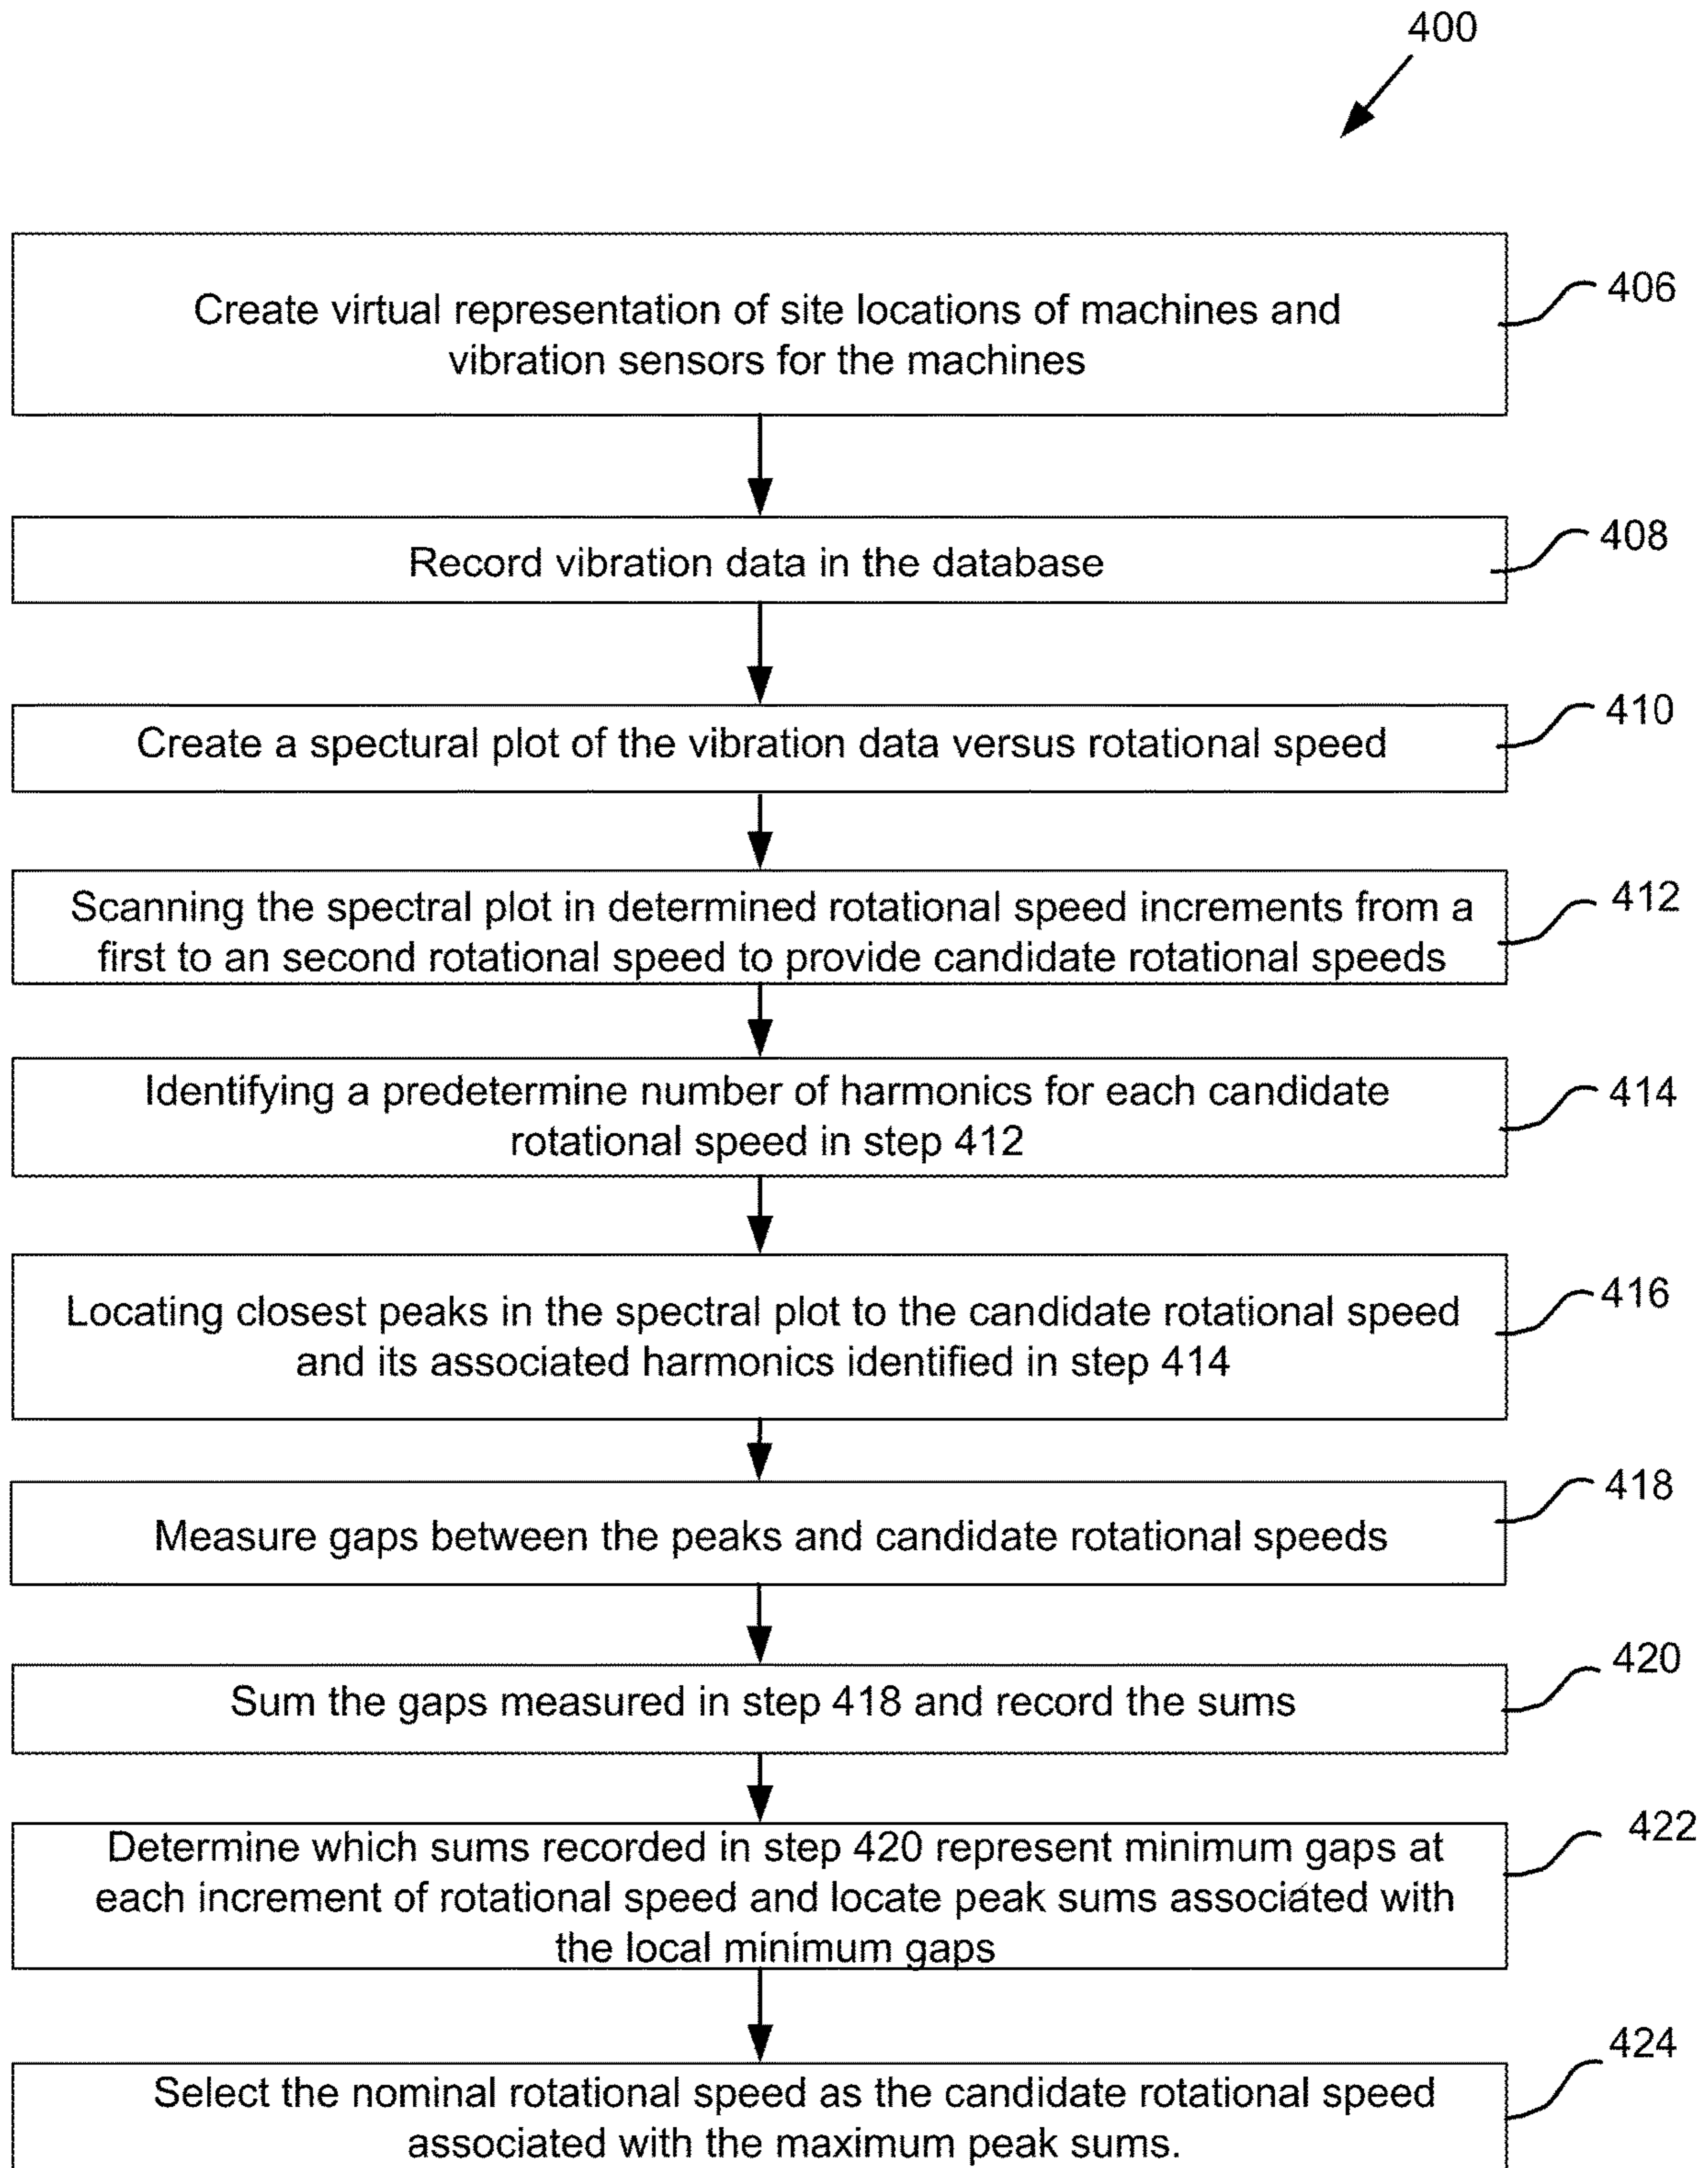 400
Create virtual representation of site locations of machines and
vibration sensors for the machines
406
Record vibration data in the database
408
Create a spectural plot of the vibration data versus rotational speed
410
Scanning the spectral plot in determined rotational speed increments from a
first to an second rotational speed to provide candidate rotational speeds
412
Identifying a predetermine number of harmonics for each candidate
rotational speed in step 412
414
Locating closest peaks in the spectral plot to the candidate rotational speed
and its associated harmonics identified in step 414
416
Measure gaps between the peaks and candidate rotational speeds
418
Sum the gaps measured in step 418 and record the sums
420
Determine which sums recorded in step 420 represent minimum gaps at
each increment of rotational speed and locate peak sums associated with
the local minimum gaps
422
Select the nominal rotational speed as the candidate rotational speed
associated with the maximum peak sums.
424